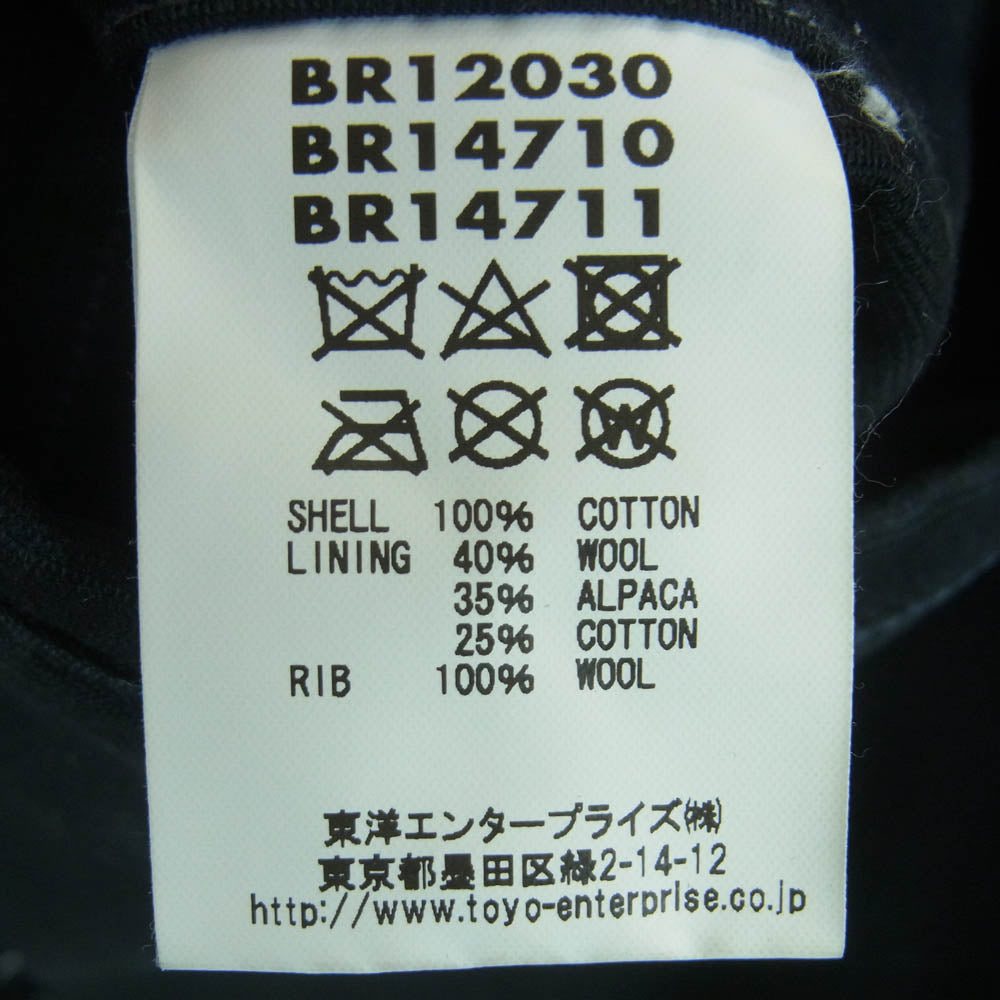 BR12030
BR14710
BR14711
W
SHELL 100% COTTON
LINING 40% WOOL
35% ALPACA
25% COTTON
RIB 100% WOOL
東洋エンタープライズ㈱
東京都墨田区緑2-14-12
http://www.toyo-enterprise.co.jp